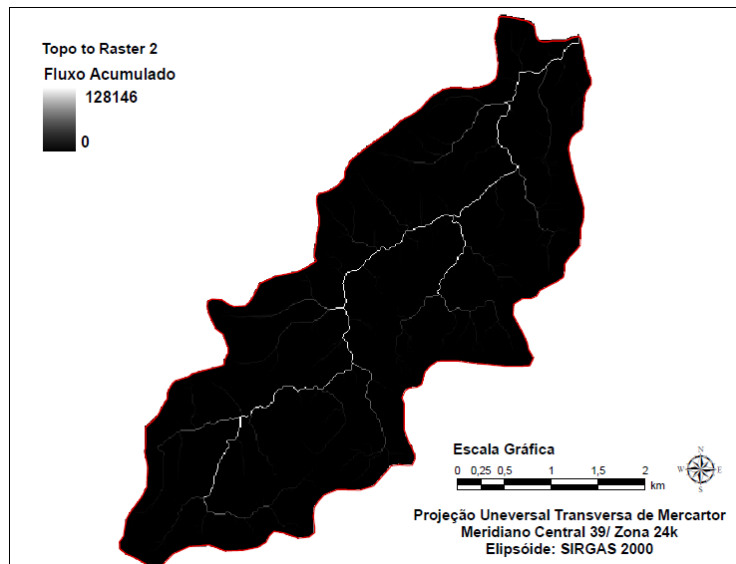 Topo to Raster 2
Fluxo Acumulado
128146
0
Escala Gráfica
0 0,25 0,5 1 1,5 2
km
N
W E
S
Projeção Uneversal Transversa de Mercartor
Meridiano Central 39/ Zona 24k
Elipsóide: SIRGAS 2000